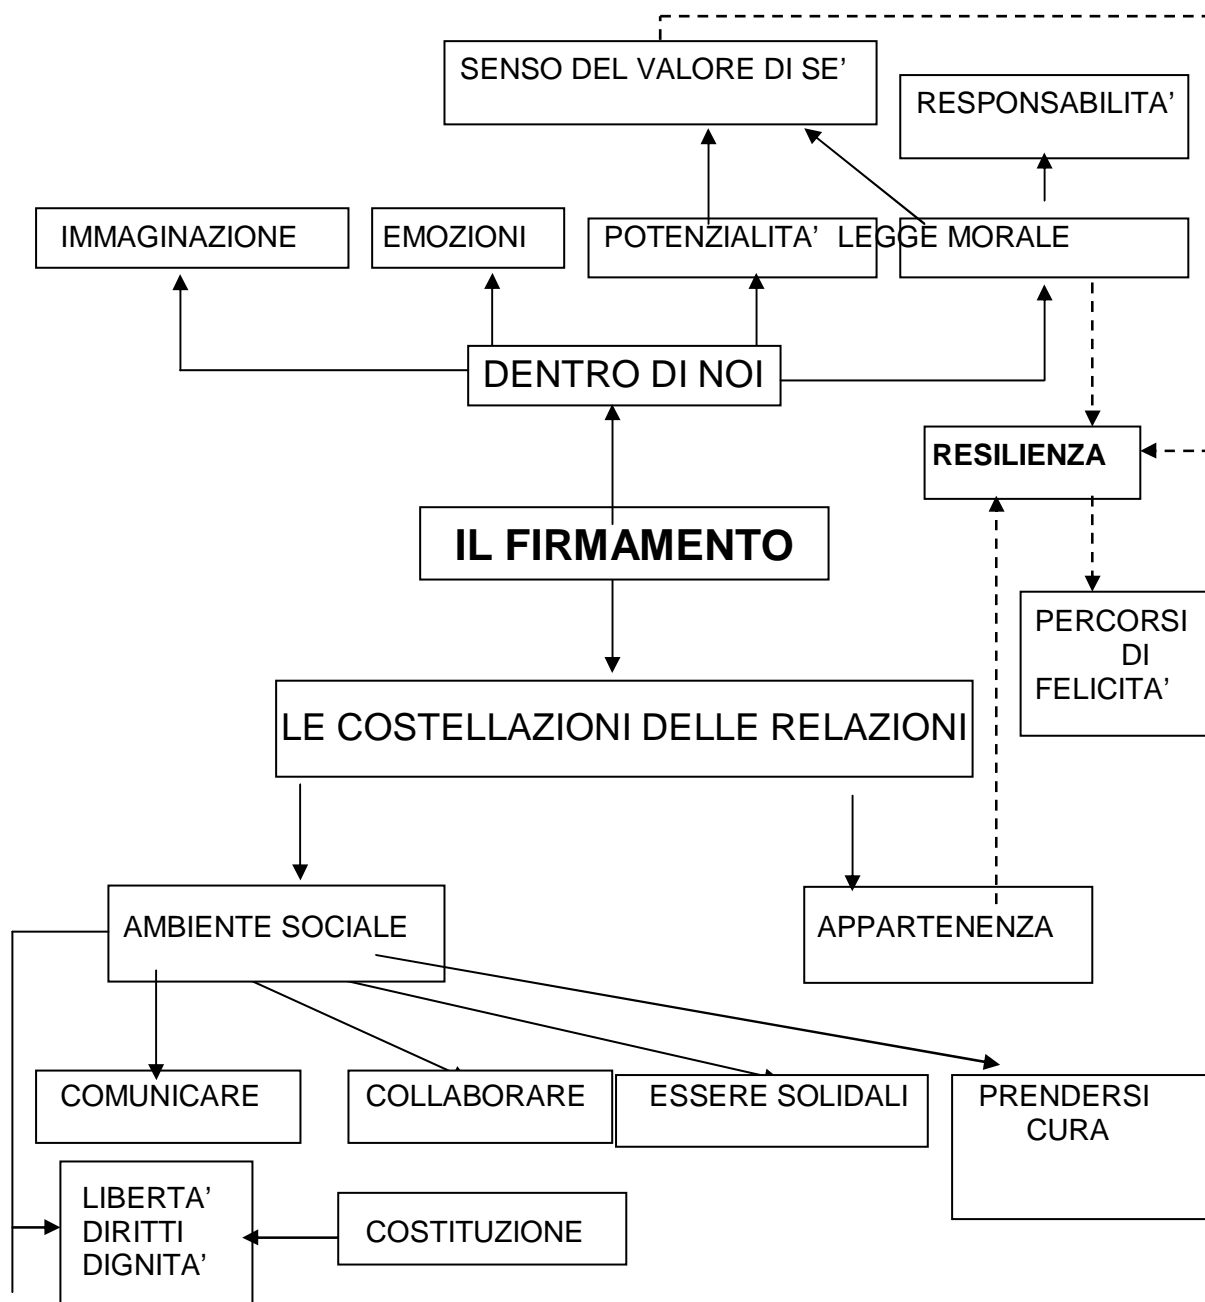 SENSO DEL VALORE DI SE’
RESPONSABILITA’
IMMAGINAZIONE
EMOZIONI
POTENZIALITA’
LEGGE MORALE
DENTRO DI NOI
RESILIENZA
IL FIRMAMENTO
PERCORSI
DI
FELICITA’
LE COSTELLAZIONI DELLE RELAZIONI
AMBIENTE SOCIALE
APPARTENENZA
COMUNICARE
COLLABORARE
ESSERE SOLIDALI
PRENDERSI
CURA
LIBERTA’
DIRITTI
DIGNITA’
COSTITUZIONE